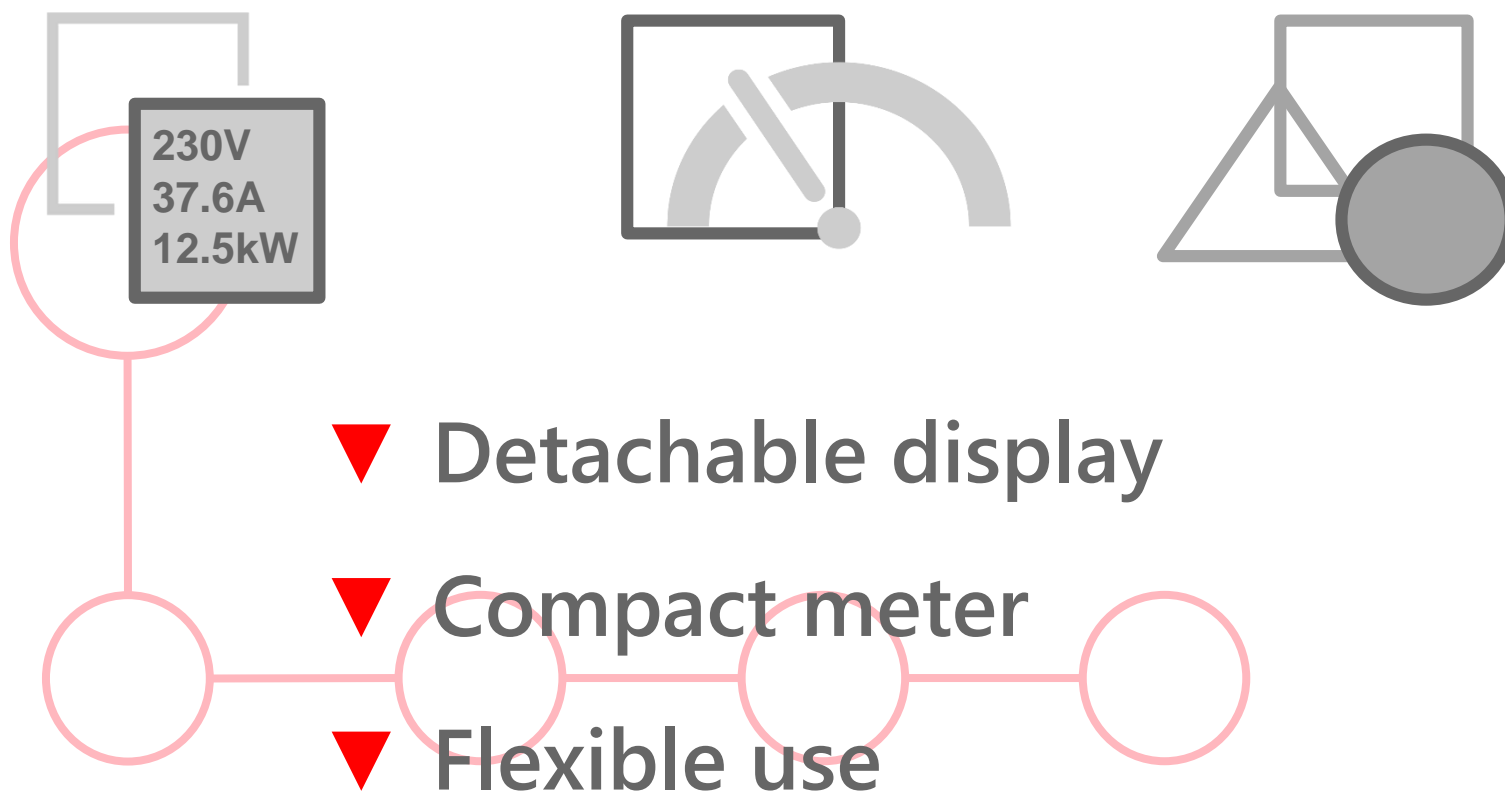 230V
37.6A
12.5kW
Detachable display
Compact meter
Flexible use